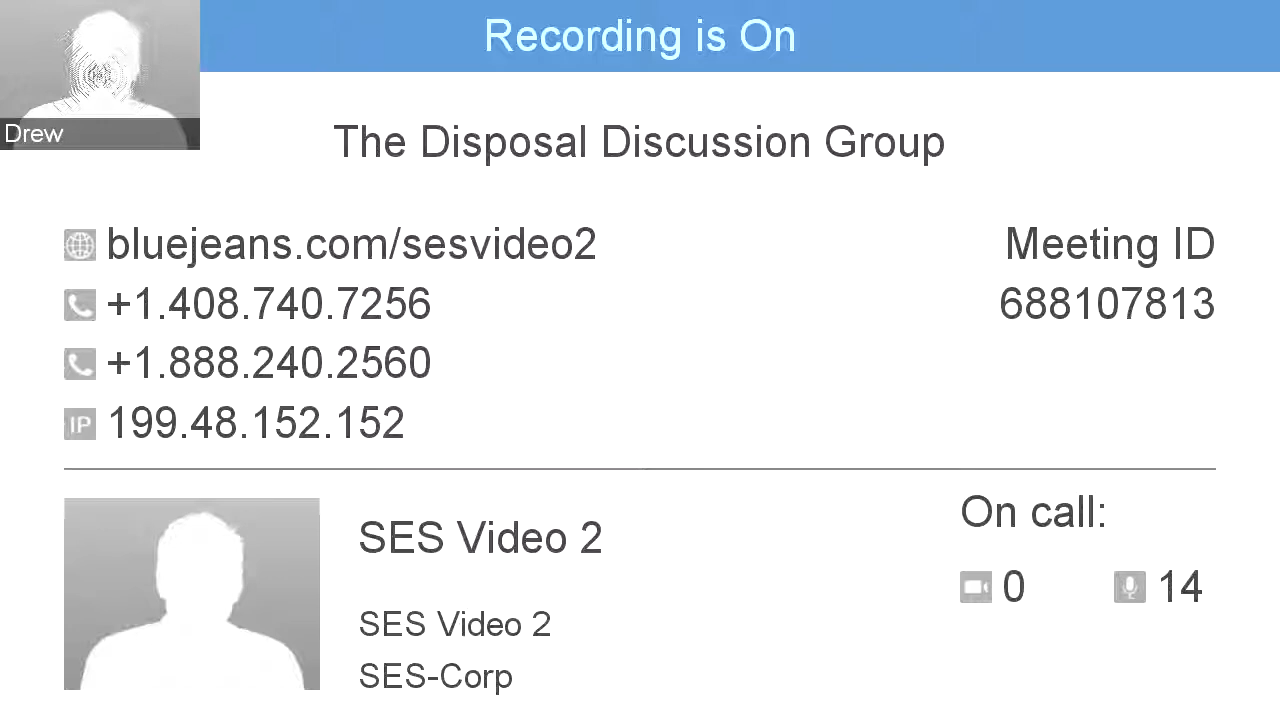 Recording is On
Drew
The Disposal Discussion Group
bluejeans.com/sesvideo2
Meeting ID
+1.408.740.7256
688107813
+1.888.240.2560
IP 199.48.152.152
On call:
SES Video 2
0 14
SES Video 2
SES-Corp